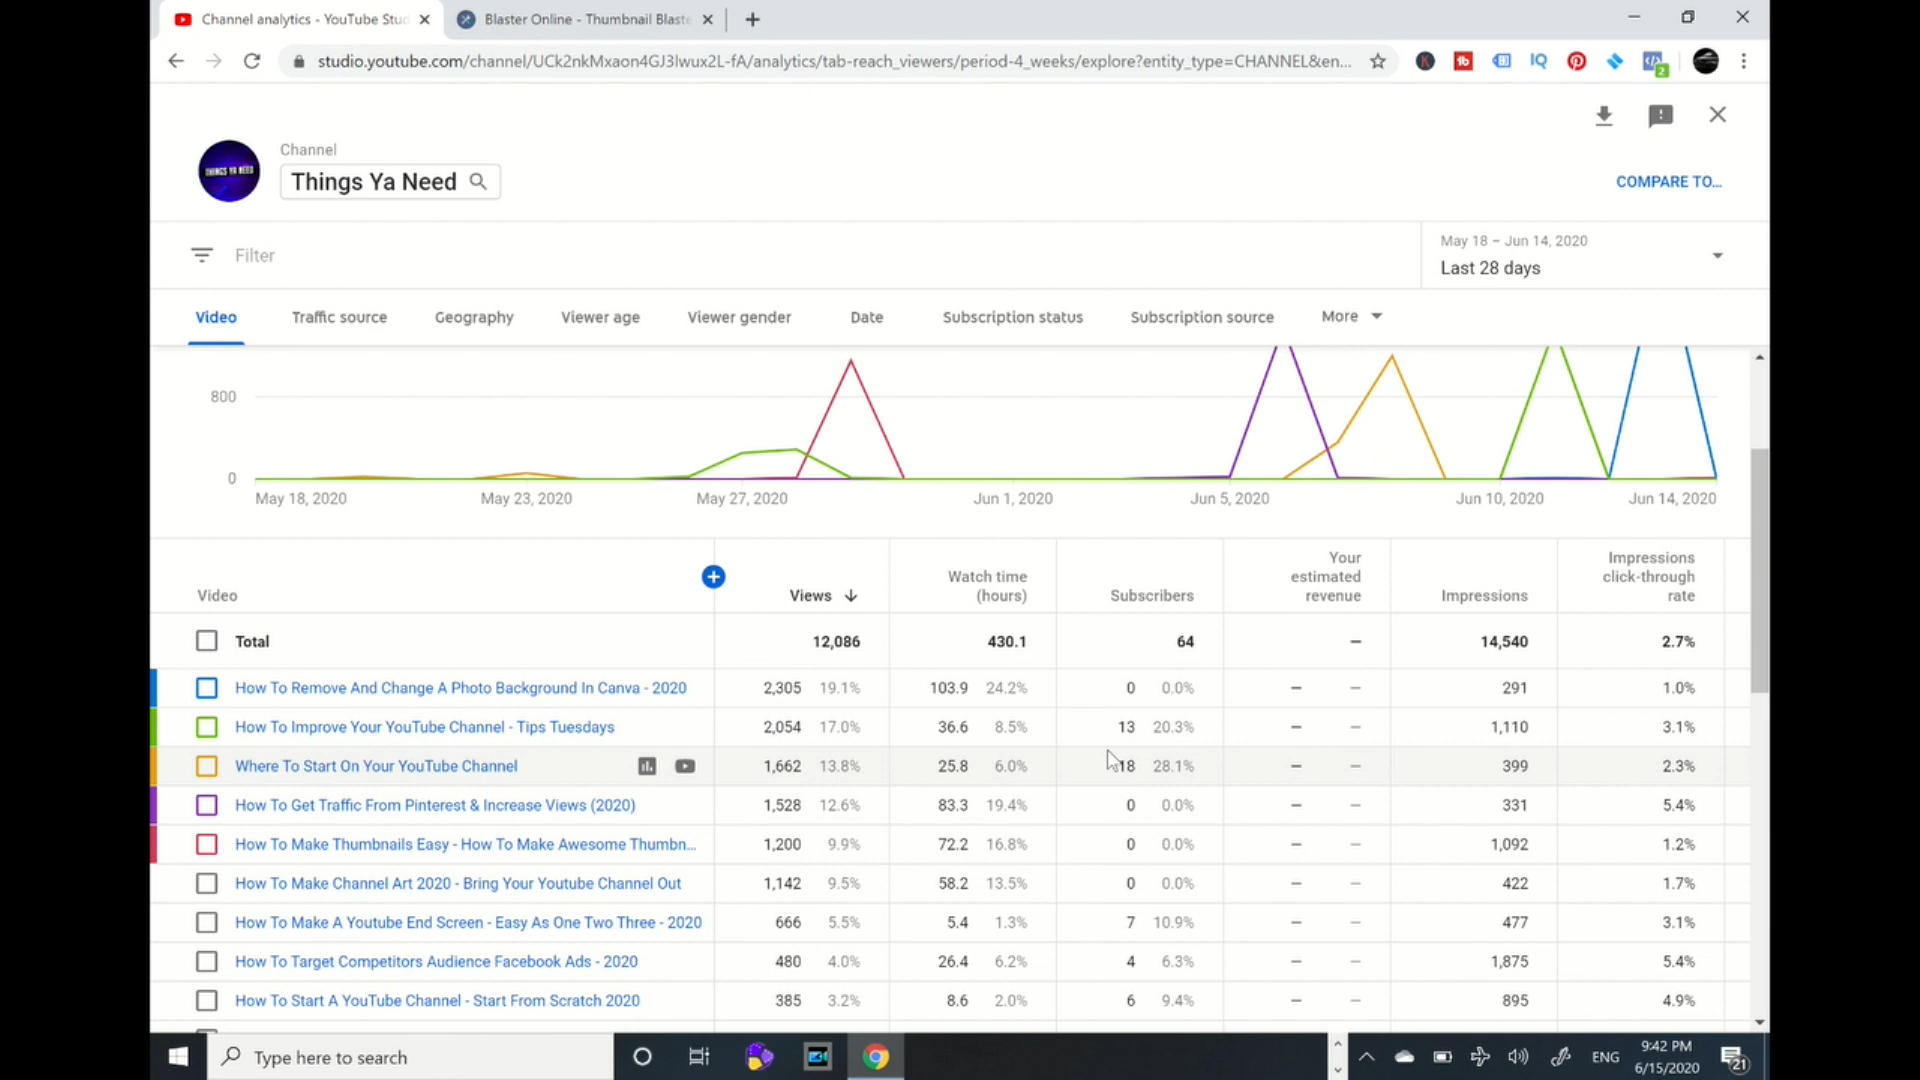 Channel analytics - YouTube Stud
Blaster Online - Thumbnail Blaste
studio.youtube.com/channel/UCk2nkMxaon4GJ3lwux2L-fA/analytics/tab-reach_viewers/period-4_weeks/explore?entity_type=CHANNEL&en...
2
THINGS YA NEED
Channel
Things Ya Need
COMPARE TO...
Filter
May 18 – Jun 14, 2020
Last 28 days
Video Traffic source Geography Viewer age Viewer gender Date Subscription status Subscription source More
800
0
May 18, 2020 May 23, 2020 May 27, 2020 Jun 1, 2020 Jun 5, 2020 Jun 10, 2020 Jun 14, 2020
Video Views Watch time (hours) Subscribers Your estimated revenue Impressions Impressions click-through rate
Total 12,086 430.1 64 – 14,540 2.7%
How To Remove And Change A Photo Background In Canva - 2020 2,305 19.1% 103.9 24.2% 0 0.0% – – 291 1.0%
How To Improve Your YouTube Channel - Tips Tuesdays 2,054 17.0% 36.6 8.5% 13 20.3% – – 1,110 3.1%
Where To Start On Your YouTube Channel 1,662 13.8% 25.8 6.0% 18 28.1% – – 399 2.3%
How To Get Traffic From Pinterest & Increase Views (2020) 1,528 12.6% 83.3 19.4% 0 0.0% – – 331 5.4%
How To Make Thumbnails Easy - How To Make Awesome Thumbn... 1,200 9.9% 72.2 16.8% 0 0.0% – – 1,092 1.2%
How To Make Channel Art 2020 - Bring Your Youtube Channel Out 1,142 9.5% 58.2 13.5% 0 0.0% – – 422 1.7%
How To Make A Youtube End Screen - Easy As One Two Three - 2020 666 5.5% 5.4 1.3% 7 10.9% – – 477 3.1%
How To Target Competitors Audience Facebook Ads - 2020 480 4.0% 26.4 6.2% 4 6.3% – – 1,875 5.4%
How To Start A YouTube Channel - Start From Scratch 2020 385 3.2% 8.6 2.0% 6 9.4% – – 895 4.9%
Type here to search
ENG
9:42 PM
6/15/2020
21